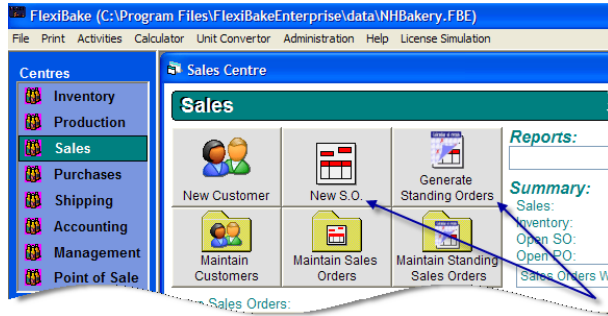 FlexiBake (C:\Program Files\FlexiBakeEnterprise\data\NHBakery.FBE)
File Print Activities Calculator Unit Convertor Administration Help License Simulation
Centres
Inventory
Production
Sales
Purchases
Shipping
Accounting
Management
Point of Sale
Sales Centre
Sales
New Customer
New S.O.
Generate
Standing Orders
Maintain
Customers
Maintain Sales
Orders
Maintain Standing
Sales Orders
Reports:
Summary:
Sales:
Inventory:
Open SO:
Open PO:
Sales Orders W
Sales Orders: